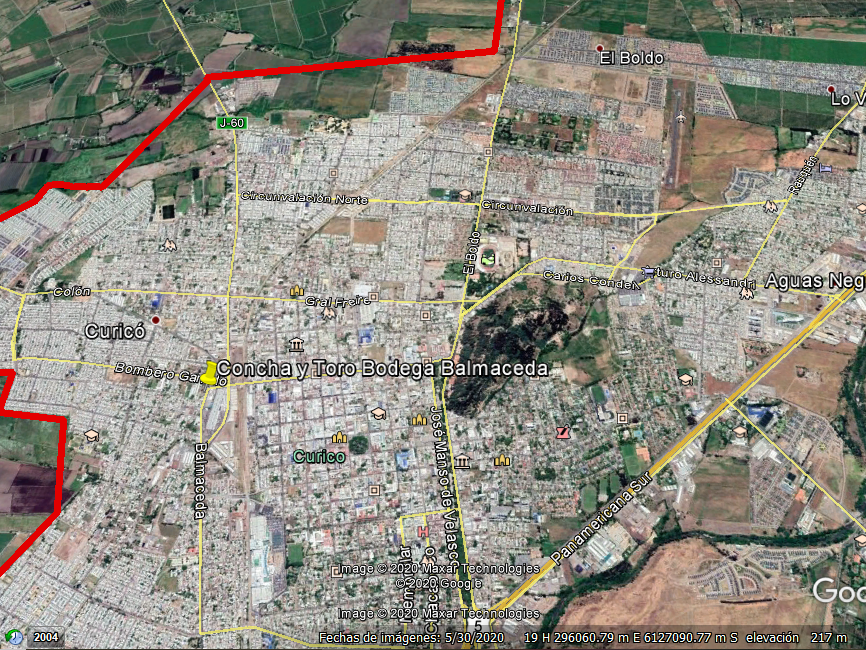 El Boldo
Lo V
J-60
Rauquén
Circunvalación Norte
Circunvalación
El Boldo
Carlos Condell
Arturo Alessandri
Aguas Neg
Colón
Gral Freire
Curicó
Bombero Gar
Concha y Toro Bodega Balmaceda
José Manso de Velasco
Balmaceda
Curico
Panamericana Sur
Image © 2020 Maxar Technologies
© 2020 Google
Image © 2020 Maxar Technologies
Goo
5
2004
Fechas de imágenes: 5/30/2020 19 H 296060.79 m E 6127090.77 m S elevación 217 m